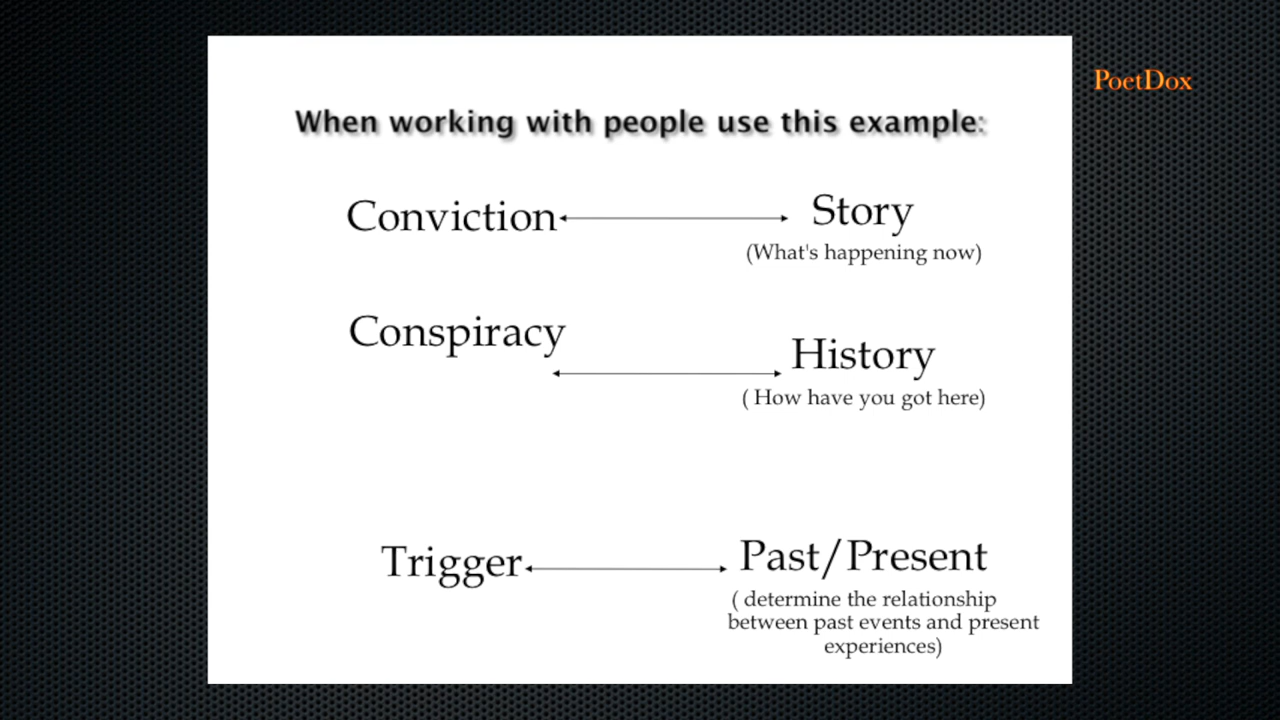 PoetDox
When working with people use this example:
Conviction
Story
(What's happening now)
Conspiracy
History
( How have you got here)
Trigger
Past/Present
( determine the relationship
between past events and present
experiences)